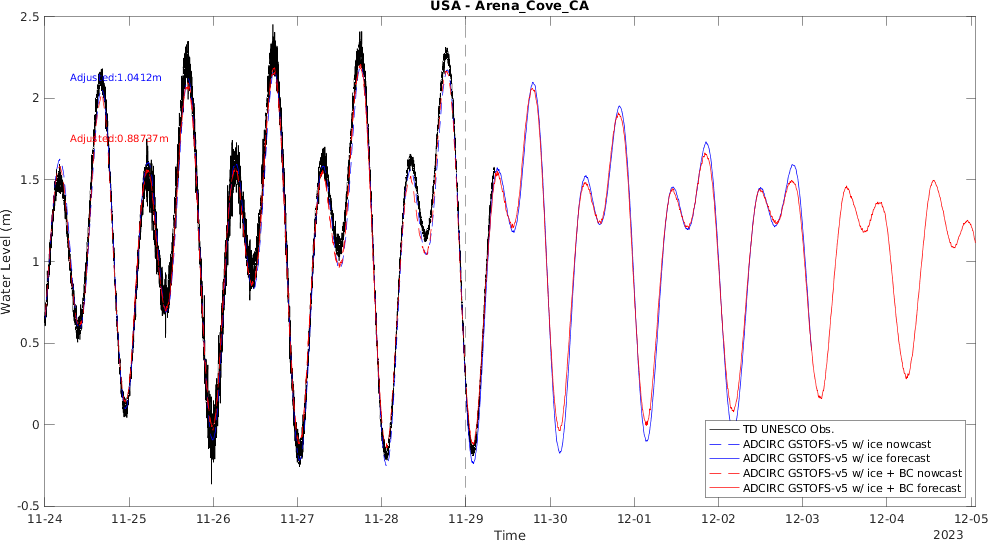 USA - Arena_Cove_CA
2.5
2
1.5
1
0.5
0
-0.5
Water Level (m)
Adjusted:1.0412m
Adjusted:0.88737m
TD UNESCO Obs.
ADCIRC GSTOFS-v5 w/ ice nowcast
ADCIRC GSTOFS-v5 w/ ice forecast
ADCIRC GSTOFS-v5 w/ ice + BC nowcast
ADCIRC GSTOFS-v5 w/ ice + BC forecast
11-24 11-25 11-26 11-27 11-28 11-29 11-30 12-01 12-02 12-03 12-04 12-05
Time
2023